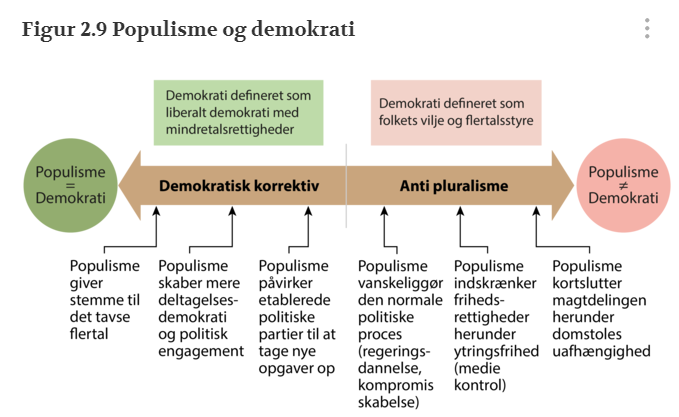 Figur 2.9 Populisme og demokrati
Demokrati defineret som
liberalt demokrati med
mindretalsrettigheder
Demokrati defineret som
folkets vilje og flertalsstyre
Populisme
=
Demokrati
Demokratisk korrektiv
Anti pluralisme
Populisme
≠
Demokrati
Populisme
giver
stemme til
det tavse
flertal
Populisme
skaber mere
deltagelses-
demokrati
og politisk
engagement
Populisme
påvirker
etablerede
politiske
partier til at
tage nye
opgaver op
Populisme
vanskeliggør
den normale
politiske
proces
(regerings-
dannelse,
kompromis
skabelse)
Populisme
indskrænker
friheds-
rettigheder
herunder
ytringsfrihed
(medie
kontrol)
Populisme
kortslutter
magtdelingen
herunder
domstoles
uafhængighed